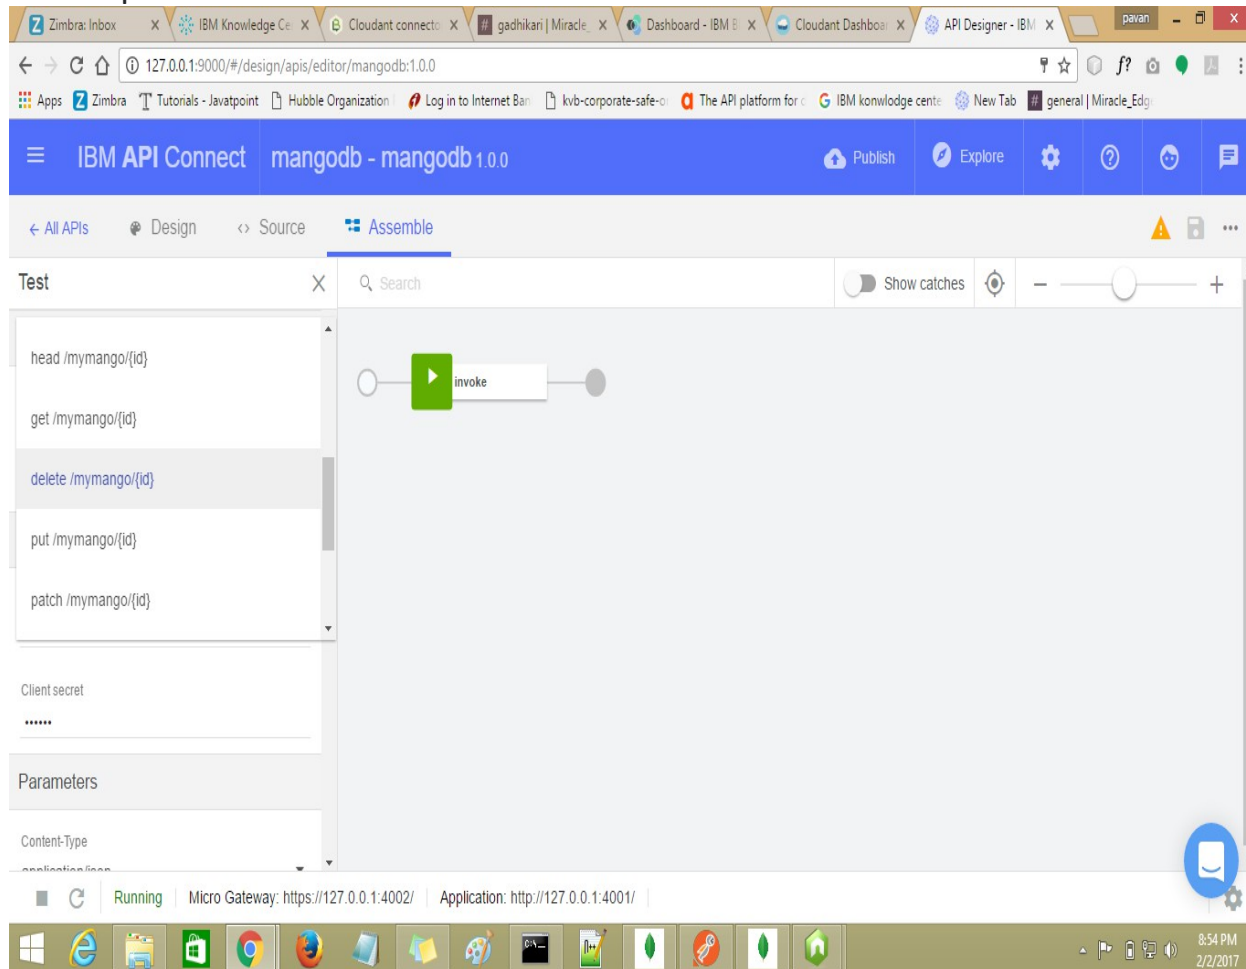 Zimbra: Inbox
IBM Knowledge Ce
Cloudant connecto
gadhikari | Miracle_
Dashboard - IBM B
Cloudant Dashboar
API Designer - IBM
pavan
127.0.0.1:9000/#/design/apis/editor/mangodb:1.0.0
f?
Apps
Zimbra
Tutorials - Javatpoint
Hubble Organization
Log in to Internet Ban
kvb-corporate-safe-o
The API platform for
IBM konwlodge cente
New Tab
general | Miracle_Edg
IBM API Connect
mangodb - mangodb 1.0.0
Publish
Explore
All APIs
Design
Source
Assemble
Test
Search
Show catches
head /mymango/{id}
invoke
get /mymango/{id}
delete /mymango/{id}
put /mymango/{id}
patch /mymango/{id}
Client secret
••••••
Parameters
Content-Type
application/json
Running
Micro Gateway: https://127.0.0.1:4002/
Application: http://127.0.0.1:4001/
8:54 PM
2/2/2017